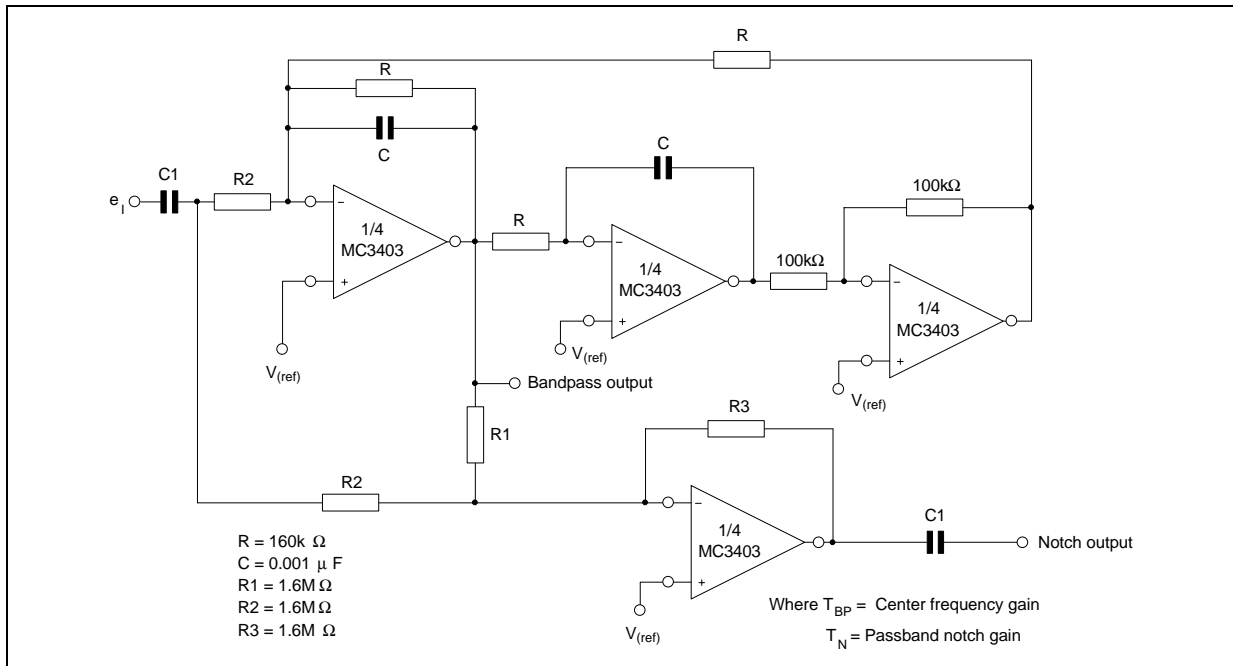 R
R
C
C1
R2
e_I
−
+
1/4
MC3403
V(ref)
R
C
−
+
1/4
MC3403
V(ref)
100kΩ
100kΩ
−
+
1/4
MC3403
V(ref)
Bandpass output
R1
R2
R3
−
+
1/4
MC3403
V(ref)
C1
Notch output
R = 160k Ω
C = 0.001 μ F
R1 = 1.6M Ω
R2 = 1.6M Ω
R3 = 1.6M Ω
Where T_BP = Center frequency gain
T_N = Passband notch gain